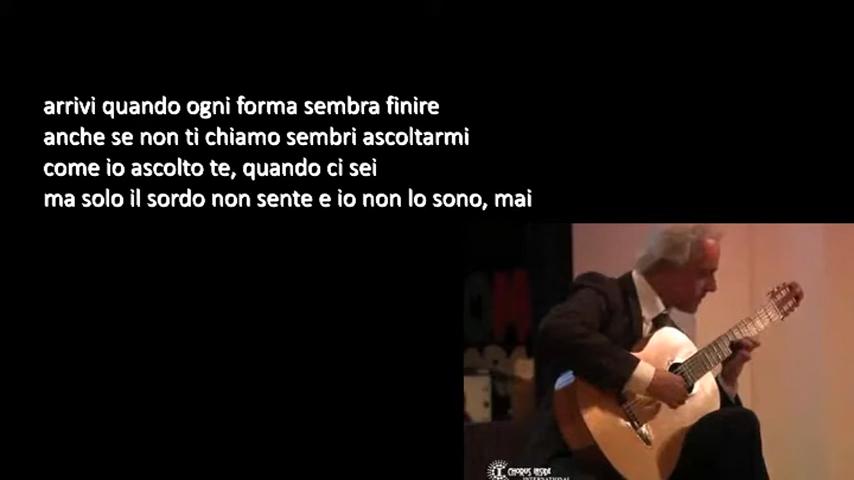 arrivi quando ogni forma sembra finire
anche se non ti chiamo sembri ascoltarmi
come io ascolto te, quando ci sei
ma solo il sordo non sente e io non lo sono, mai
CHORUS INSIDE
INTERNATIONAL